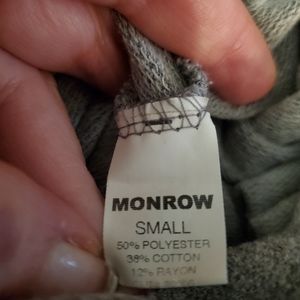 MONROW
SMALL
50% POLYESTER
38% COTTON
12% RAYON